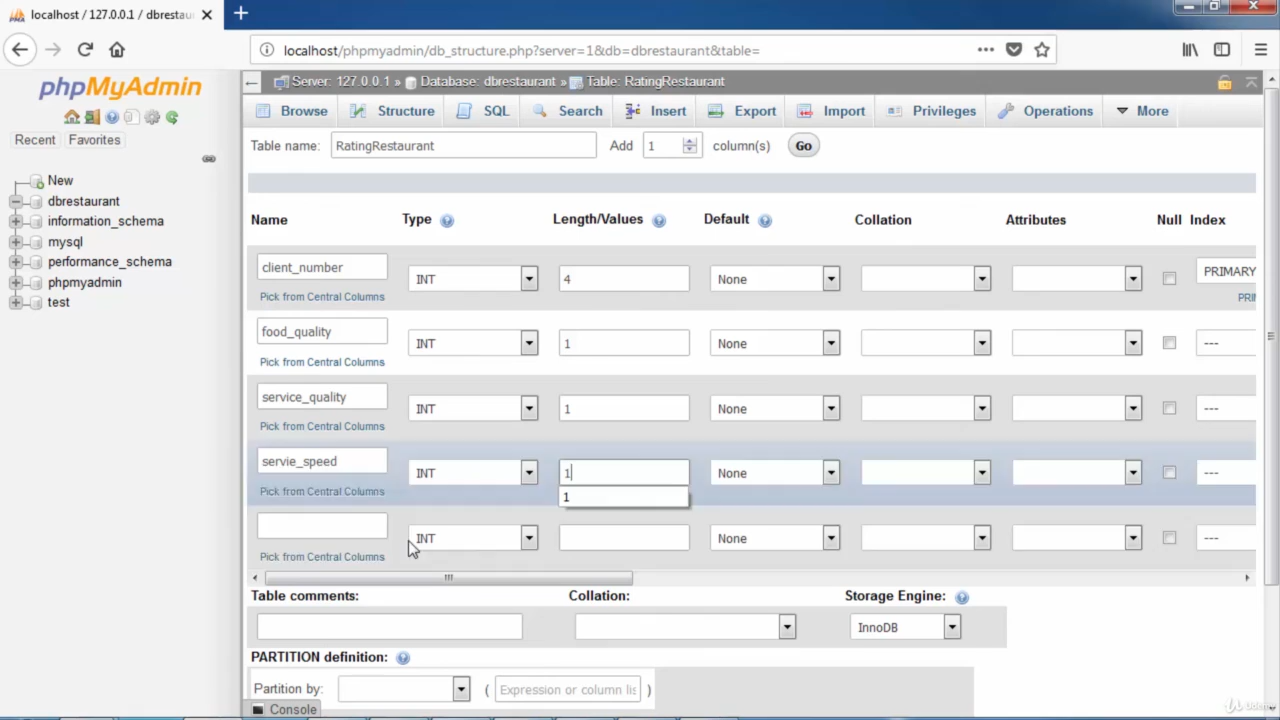 localhost / 127.0.0.1 / dbrestau
localhost/phpmyadmin/db_structure.php?server=1&db=dbrestaurant&table=
phpMyAdmin
Server: 127.0.0.1 » Database: dbrestaurant » Table: RatingRestaurant
Browse Structure SQL Search Insert Export Import Privileges Operations More
Recent Favorites
Table name: RatingRestaurant Add 1 column(s) Go
New
dbrestaurant
information_schema
mysql
performance_schema
phpmyadmin
test
Name Type Length/Values Default Collation Attributes Null Index
client_number INT 4 None PRIMARY
Pick from Central Columns PRI
food_quality INT 1 None ---
Pick from Central Columns
service_quality INT 1 None ---
Pick from Central Columns
servie_speed INT 1 None ---
Pick from Central Columns 1
INT None ---
Pick from Central Columns
Table comments: Collation: Storage Engine:
InnoDB
PARTITION definition:
Partition by: ( Expression or column lis )
Console